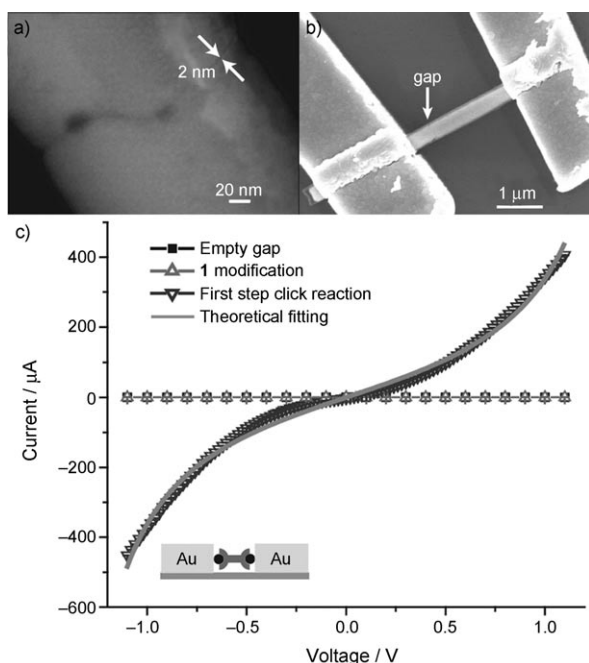 a)
2 nm
20 nm
b)
gap
1 µm
c)
Empty gap
1 modification
First step click reaction
Theoretical fitting
Current / µA
400
200
0
–200
–400
–600
Au
Au
–1.0
–0.5
0.0
0.5
1.0
Voltage / V